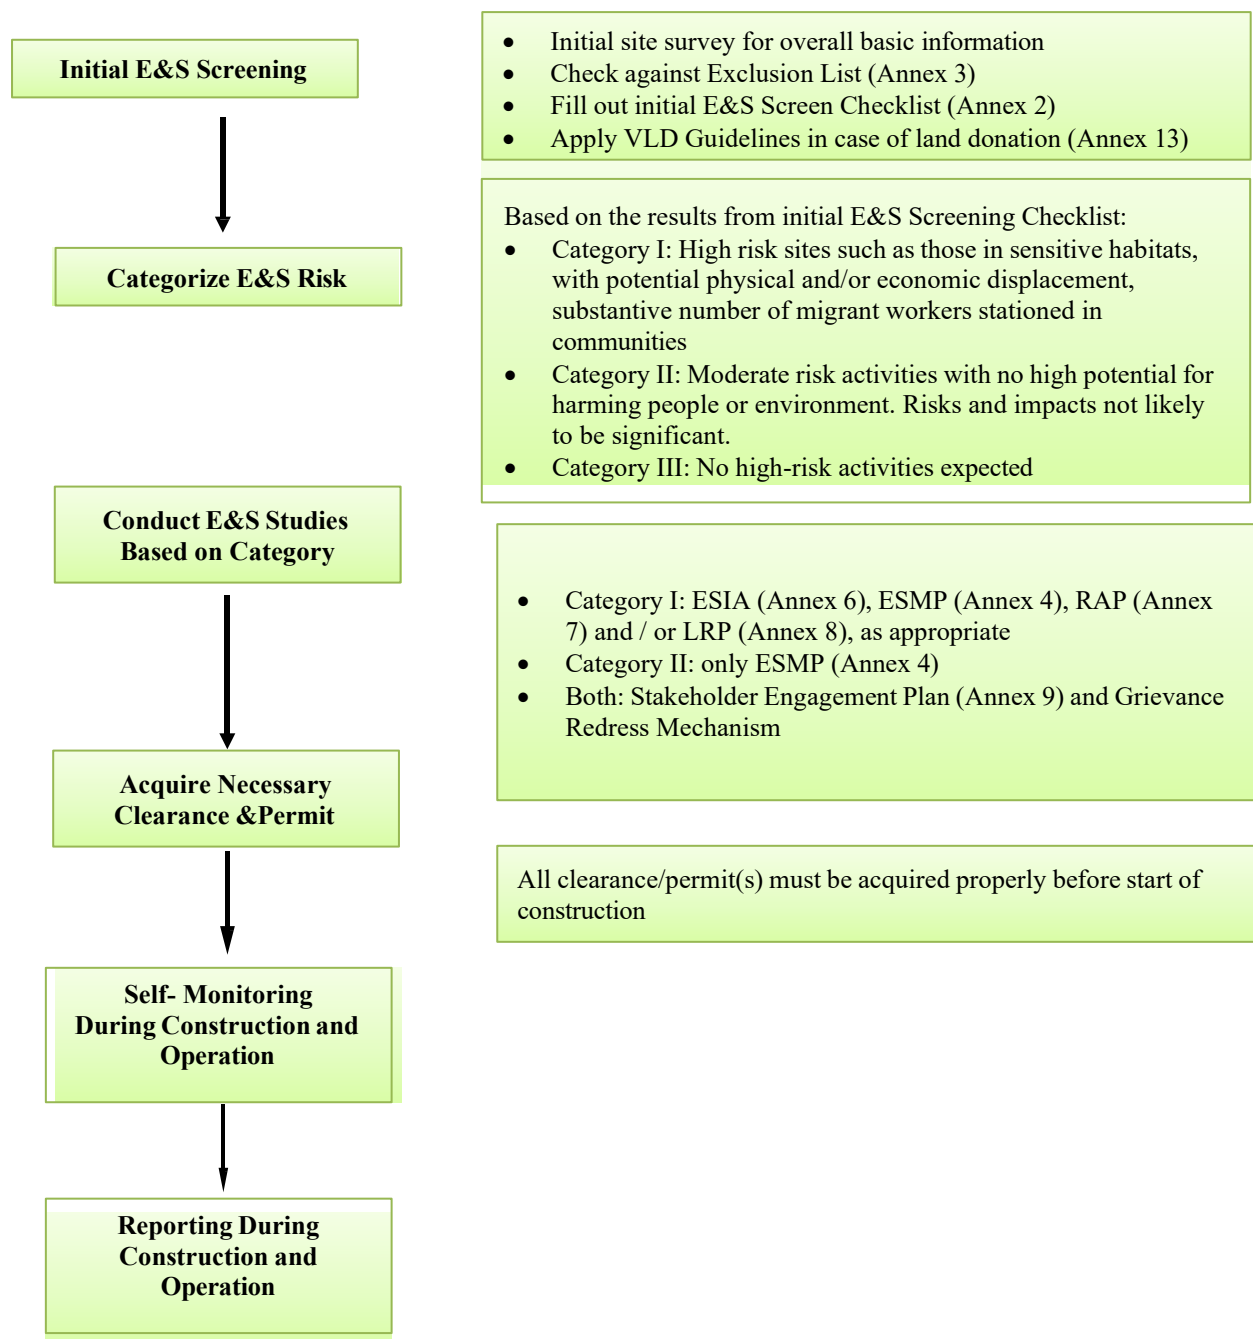 Initial E&S Screening
• Initial site survey for overall basic information
• Check against Exclusion List (Annex 3)
• Fill out initial E&S Screen Checklist (Annex 2)
• Apply VLD Guidelines in case of land donation (Annex 13)
Categorize E&S Risk
Based on the results from initial E&S Screening Checklist:
• Category I: High risk sites such as those in sensitive habitats,
with potential physical and/or economic displacement,
substantive number of migrant workers stationed in
communities
• Category II: Moderate risk activities with no high potential for
harming people or environment. Risks and impacts not likely
to be significant.
• Category III: No high-risk activities expected
Conduct E&S Studies
Based on Category
• Category I: ESIA (Annex 6), ESMP (Annex 4), RAP (Annex
7) and / or LRP (Annex 8), as appropriate
• Category II: only ESMP (Annex 4)
• Both: Stakeholder Engagement Plan (Annex 9) and Grievance
Redress Mechanism
Acquire Necessary
Clearance &Permit
All clearance/permit(s) must be acquired properly before start of
construction
Self- Monitoring
During Construction and
Operation
Reporting During
Construction and
Operation